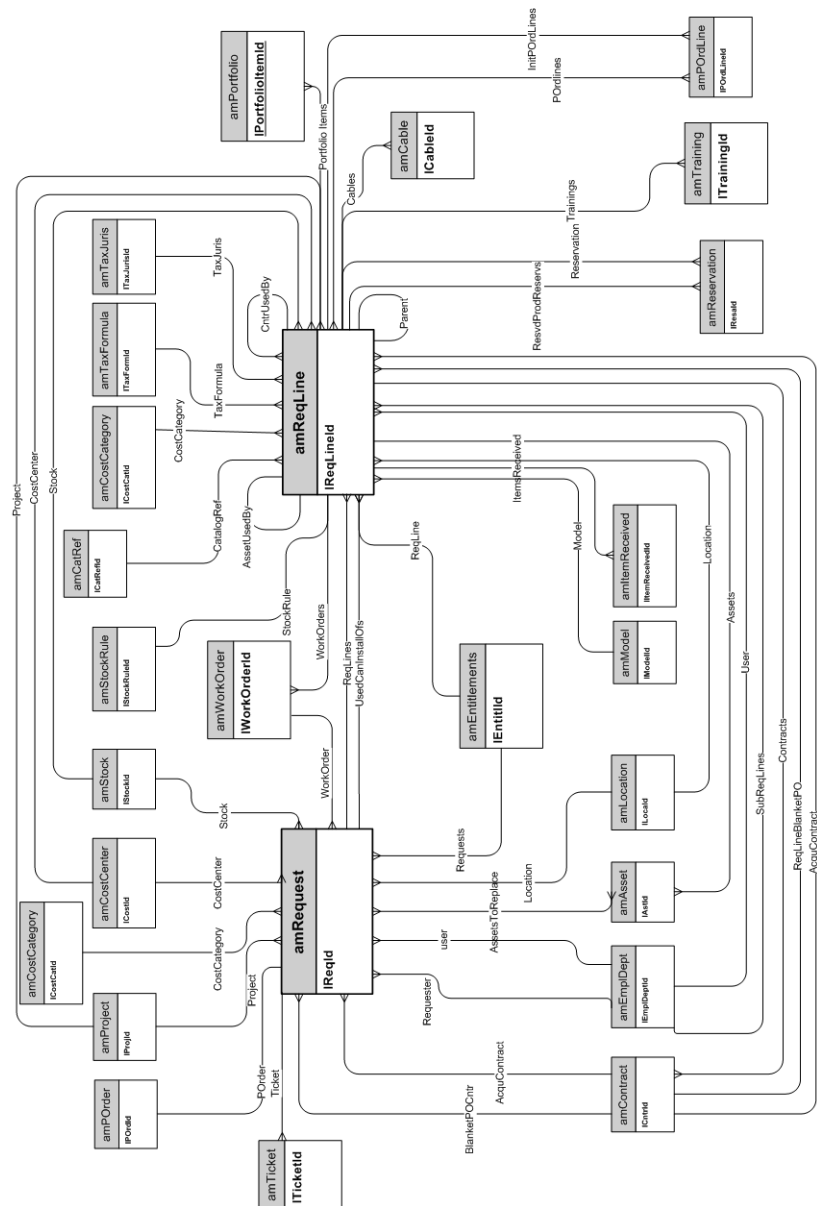 Project
CostCenter
Stock
amPOrder
lPOrdId
amProject
lProjId
amCostCategory
lCostCatId
amCostCenter
lCostId
amStock
lStockId
amStockRule
lStockRuleId
amCatRef
lCatRefId
amCostCategory
lCostCatId
amTaxFormula
lTaxFormId
amTaxJuris
lTaxJurisId
amPortfolio
lPortfolioItemId
amTicket
lTicketId
POrder
Ticket
Project
CostCategory
CostCenter
Stock
amWorkOrder
lWorkOrderId
WorkOrder
WorkOrders
StockRule
CatalogRef
AssetUsedBy
CostCategory
TaxFormula
TaxJuris
CntrUsedBy
Portfolio Items
InitPOrdLines
POrdlines
amRequest
lReqId
ReqLines
UsedCanInstallOfs
amReqLine
lReqLineId
Parent
Cables
amCable
lCableId
BlanketPOCntr
AcquContract
Requester
user
AssetsToReplace
Location
Requests
amEntitlements
lEntitlId
ReqLine
Model
ItemsReceived
ResvdProdReservs
Reservation
Trainings
amContract
lCntrId
amEmplDept
lEmplDeptId
amAsset
lAstId
amLocation
lLocaId
amModel
lModelId
amItemReceived
lItemReceivedId
amReservation
lResaId
amTraining
lTrainingId
amPOrdLine
lPOrdLineId
Location
Assets
User
SubReqLines
Contracts
ReqLineBlanketPO
AcquContract